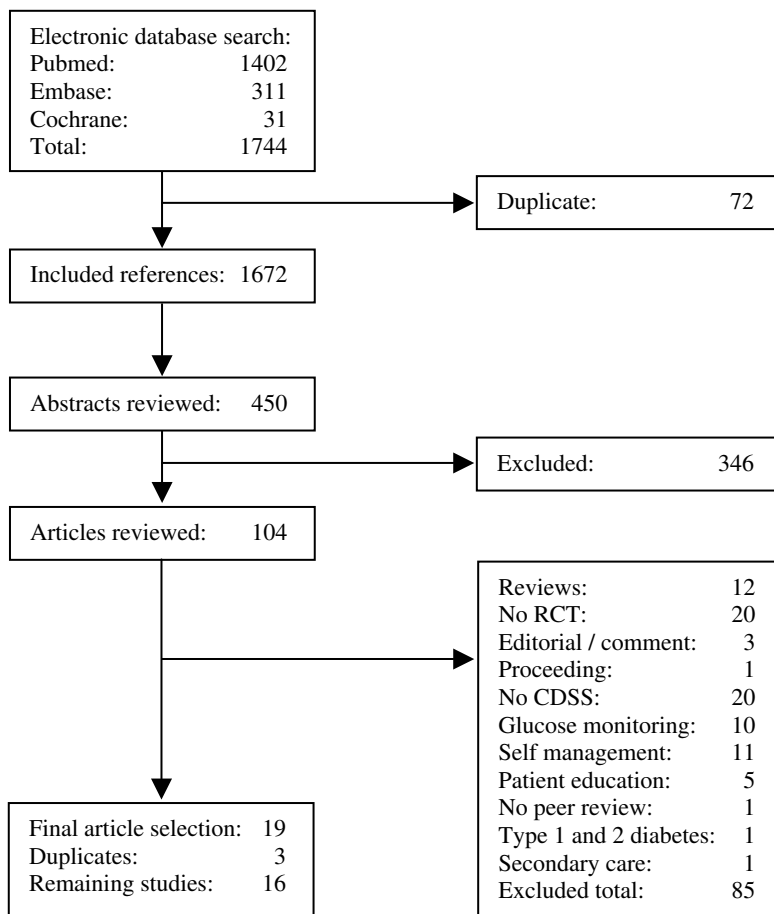 Electronic database search:
Pubmed: 1402
Embase: 311
Cochrane: 31
Total: 1744
Duplicate: 72
Included references: 1672
Abstracts reviewed: 450
Excluded: 346
Articles reviewed: 104
Reviews: 12
No RCT: 20
Editorial / comment: 3
Proceeding: 1
No CDSS: 20
Glucose monitoring: 10
Self management: 11
Patient education: 5
No peer review: 1
Type 1 and 2 diabetes: 1
Secondary care: 1
Excluded total: 85
Final article selection: 19
Duplicates: 3
Remaining studies: 16